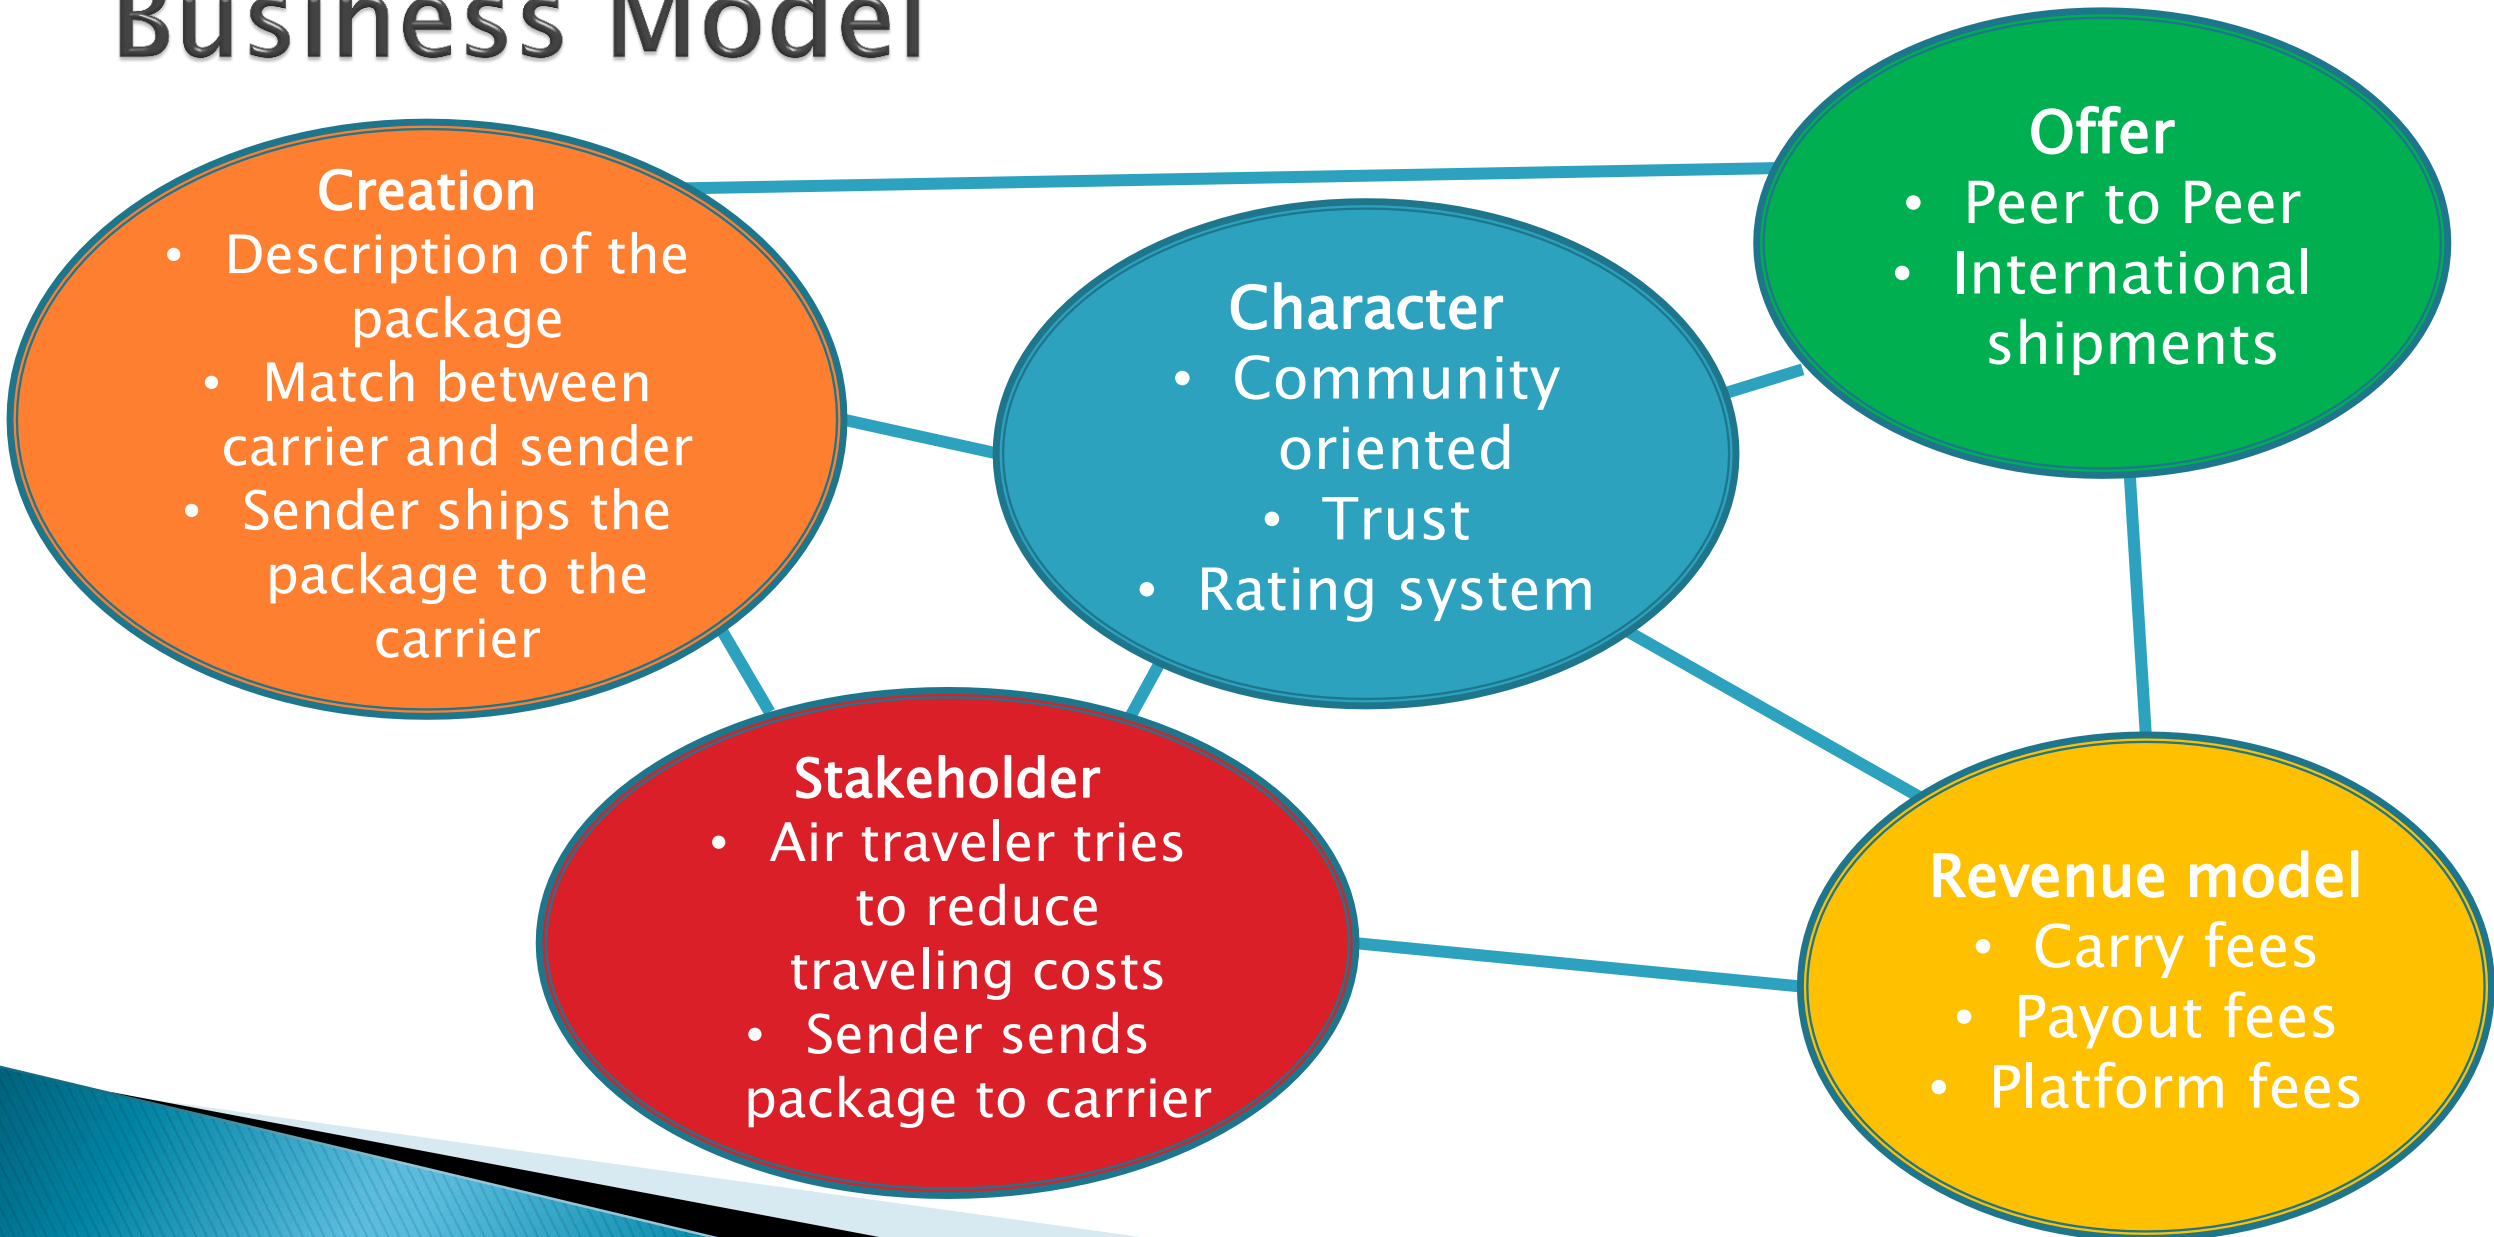 Business Model
Creation
• Description of the
package
• Match between
carrier and sender
• Sender ships the
package to the
carrier
Character
• Community
oriented
• Trust
• Rating system
Offer
• Peer to Peer
• International
shipments
Stakeholder
• Air traveler tries
to reduce
traveling costs
• Sender sends
package to carrier
Revenue model
• Carry fees
• Payout fees
• Platform fees